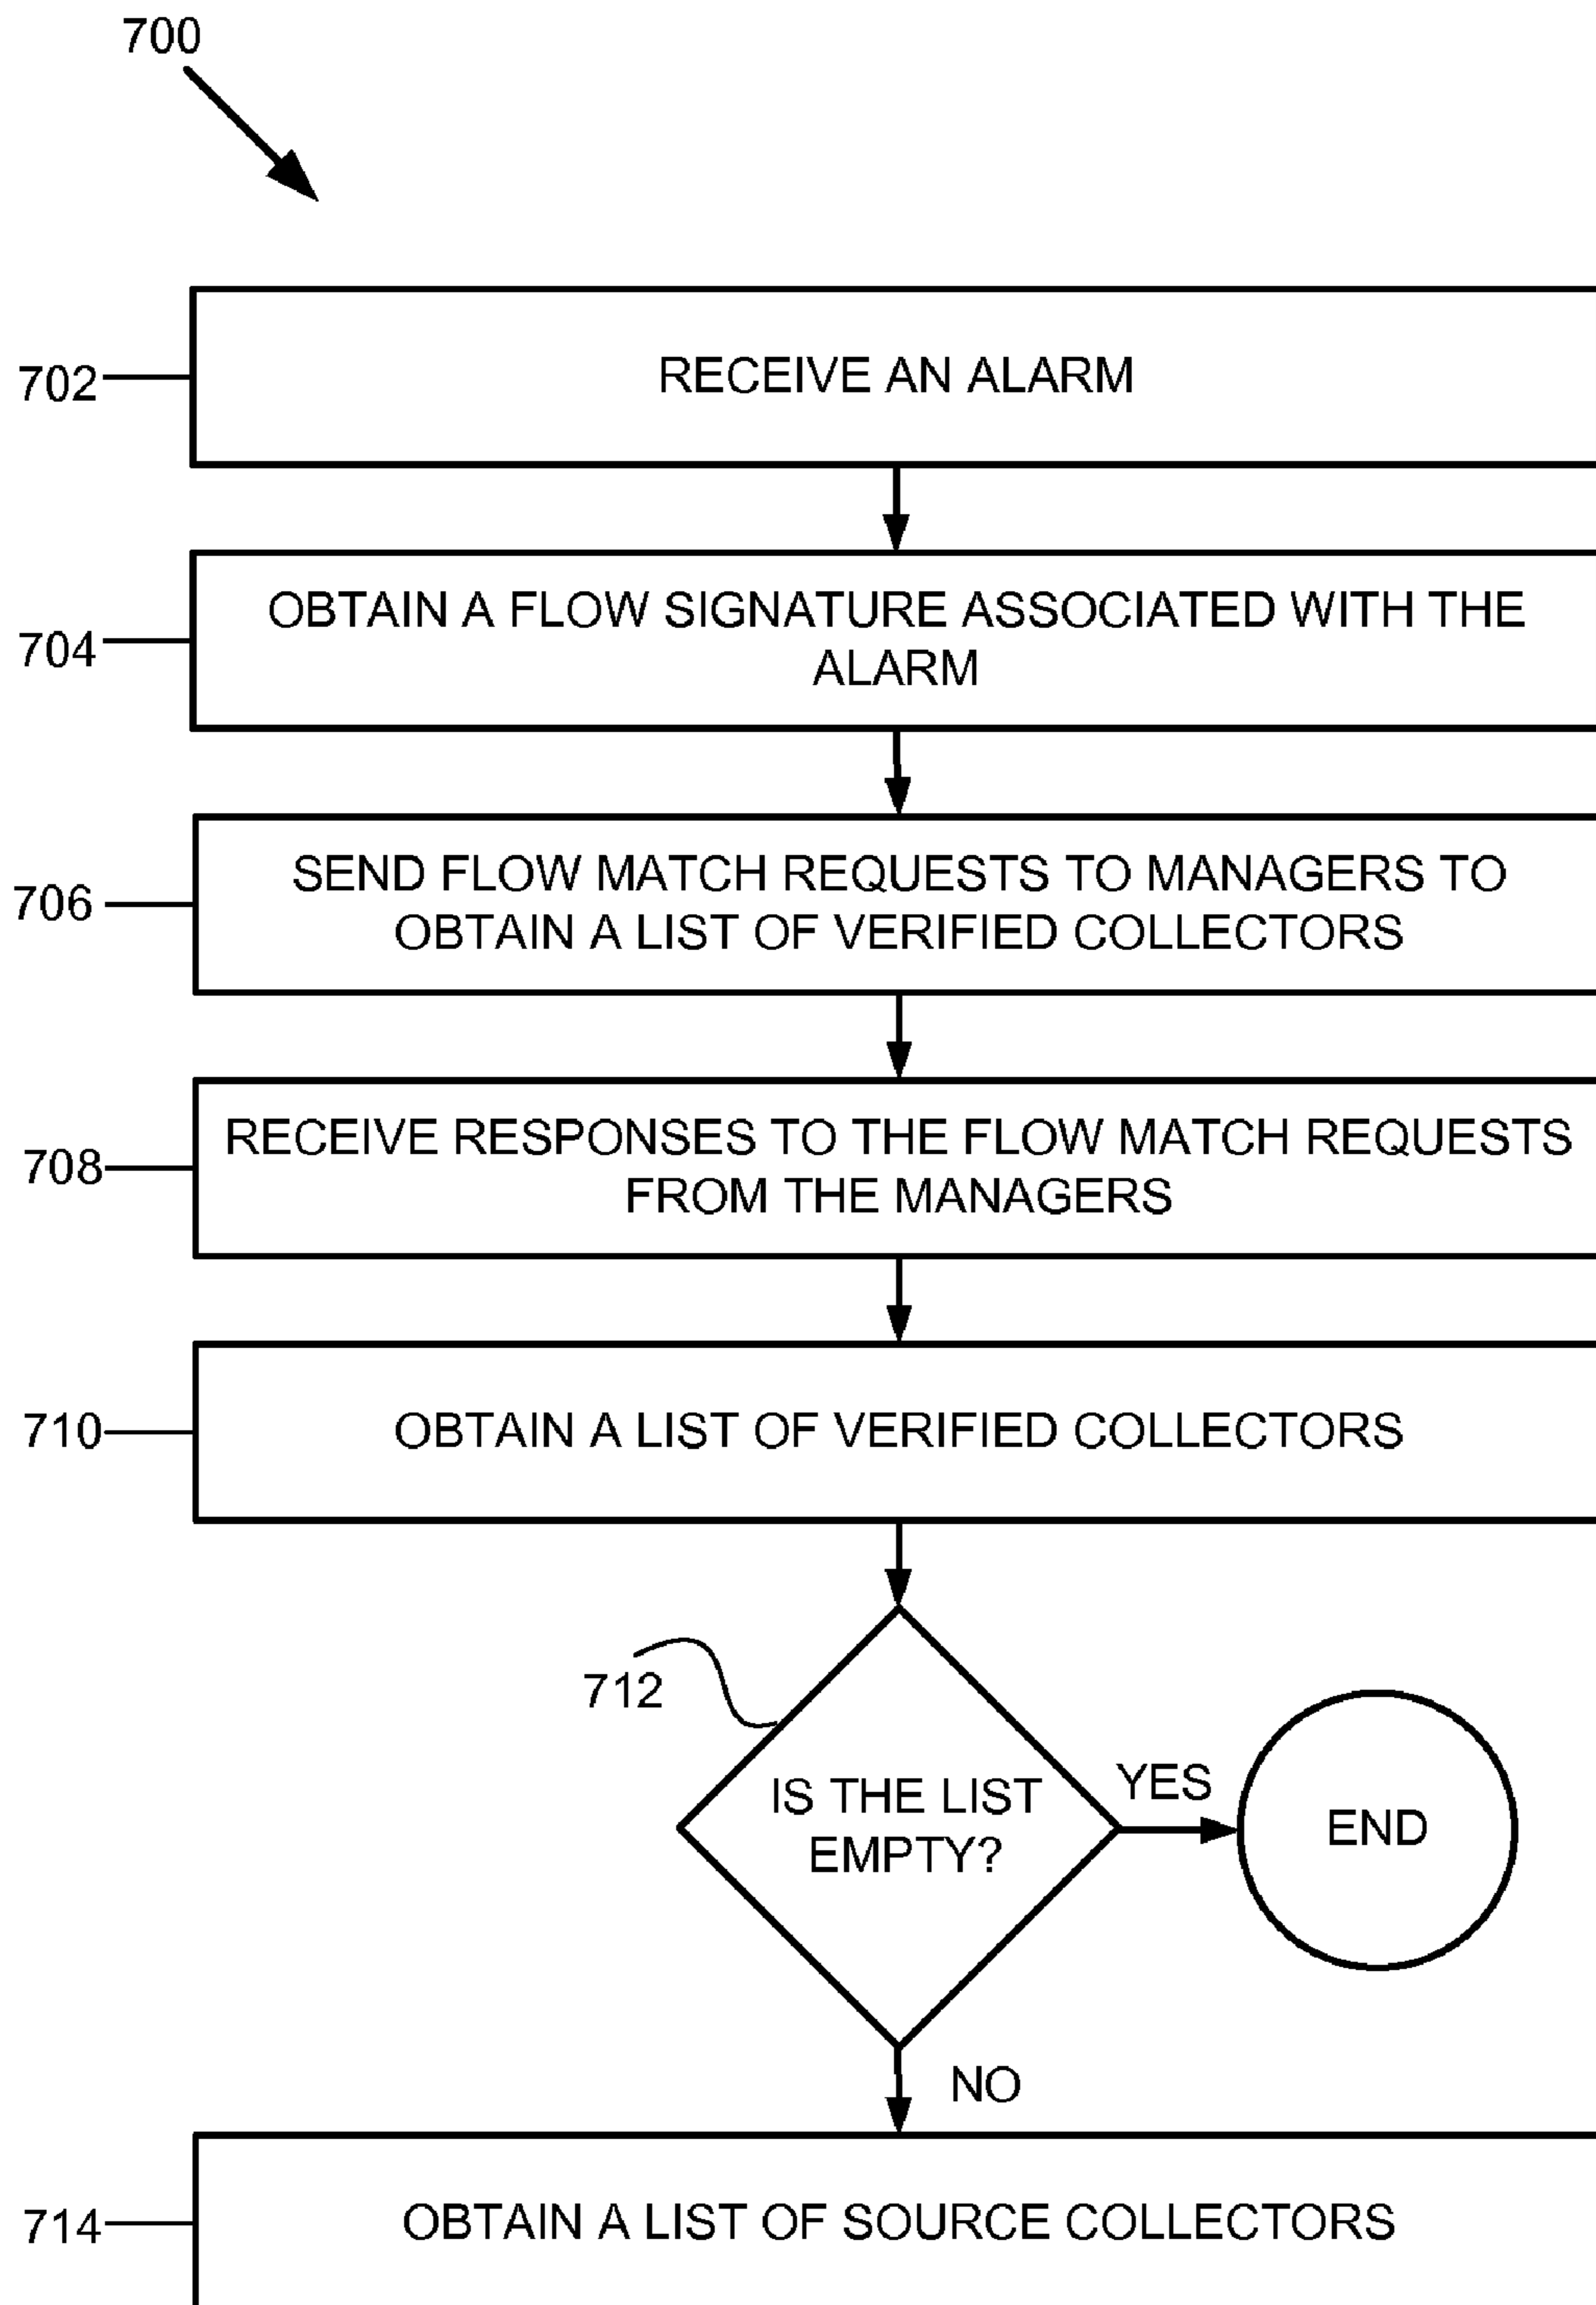 700
702
RECEIVE AN ALARM
704
OBTAIN A FLOW SIGNATURE ASSOCIATED WITH THE
ALARM
706
SEND FLOW MATCH REQUESTS TO MANAGERS TO
OBTAIN A LIST OF VERIFIED COLLECTORS
708
RECEIVE RESPONSES TO THE FLOW MATCH REQUESTS
FROM THE MANAGERS
710
OBTAIN A LIST OF VERIFIED COLLECTORS
712
IS THE LIST
EMPTY?
YES
END
NO
714
OBTAIN A LIST OF SOURCE COLLECTORS